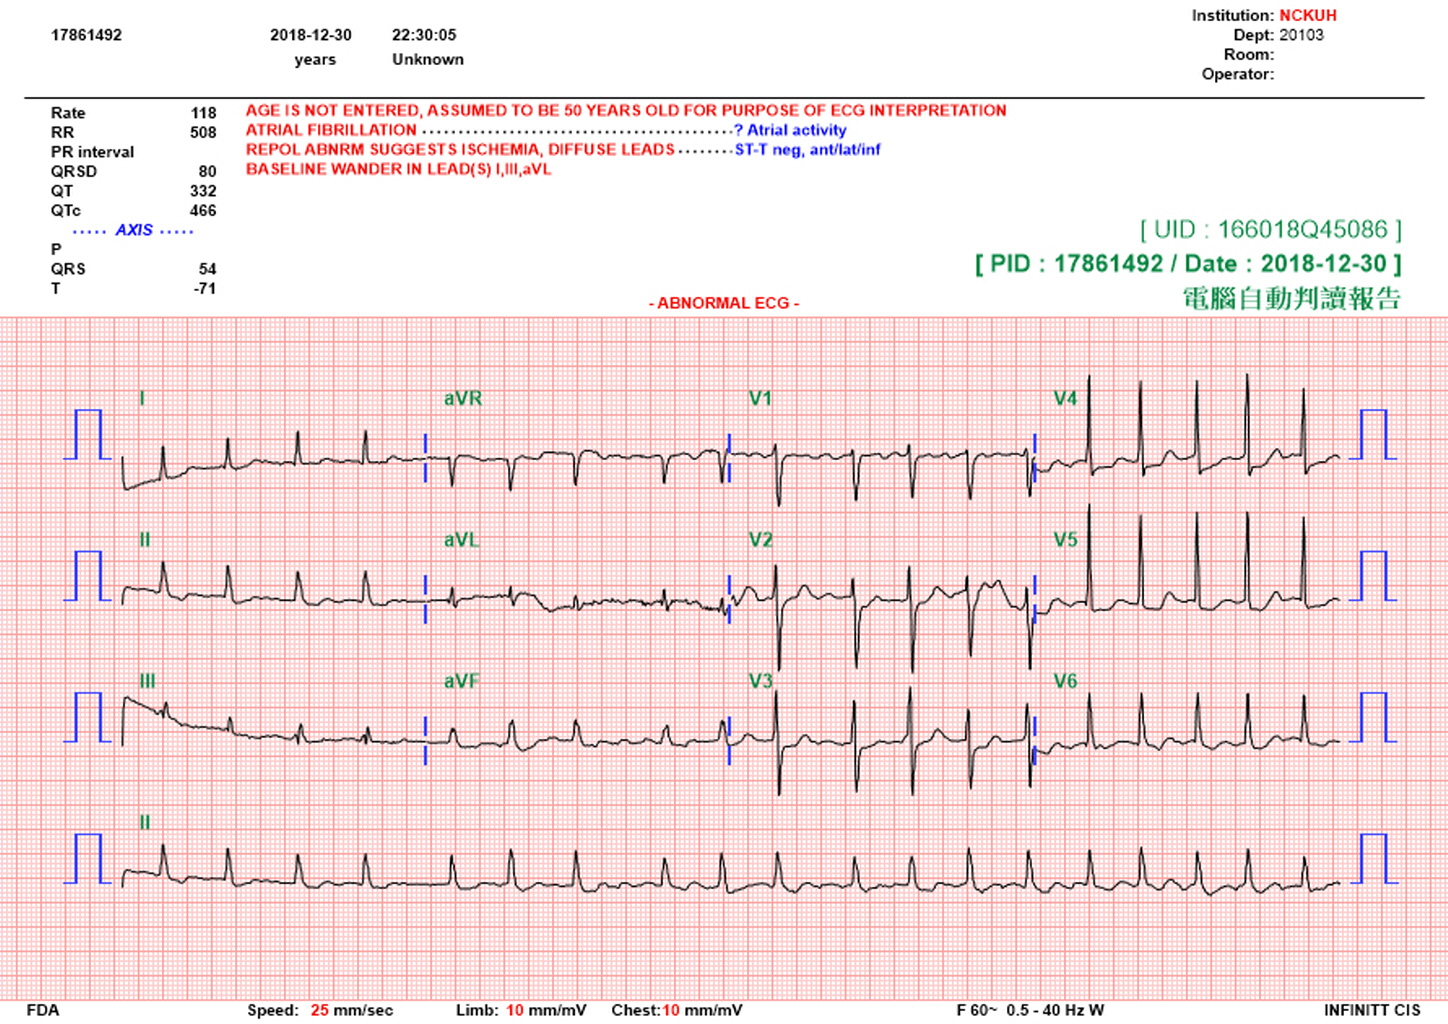 17861492 2018-12-30 22:30:05
years Unknown
Institution: NCKUH
Dept: 20103
Room:
Operator:
Rate 118
RR 508
PR interval
QRSD 80
QT 332
QTc 466
····· AXIS ·····
P
QRS 54
T -71
AGE IS NOT ENTERED, ASSUMED TO BE 50 YEARS OLD FOR PURPOSE OF ECG INTERPRETATION
ATRIAL FIBRILLATION ··········································? Atrial activity
REPOL ABNRM SUGGESTS ISCHEMIA, DIFFUSE LEADS········ST-T neg, ant/lat/inf
BASELINE WANDER IN LEAD(S) I,III,aVL
[ UID : 166018Q45086 ]
[ PID : 17861492 / Date : 2018-12-30 ]
電腦自動判讀報告
- ABNORMAL ECG -
I aVR V1 V4
II aVL V2 V5
III aVF V3 V6
II
FDA Speed: 25 mm/sec Limb: 10 mm/mV Chest:10 mm/mV F 60~ 0.5 - 40 Hz W INFINITT CIS